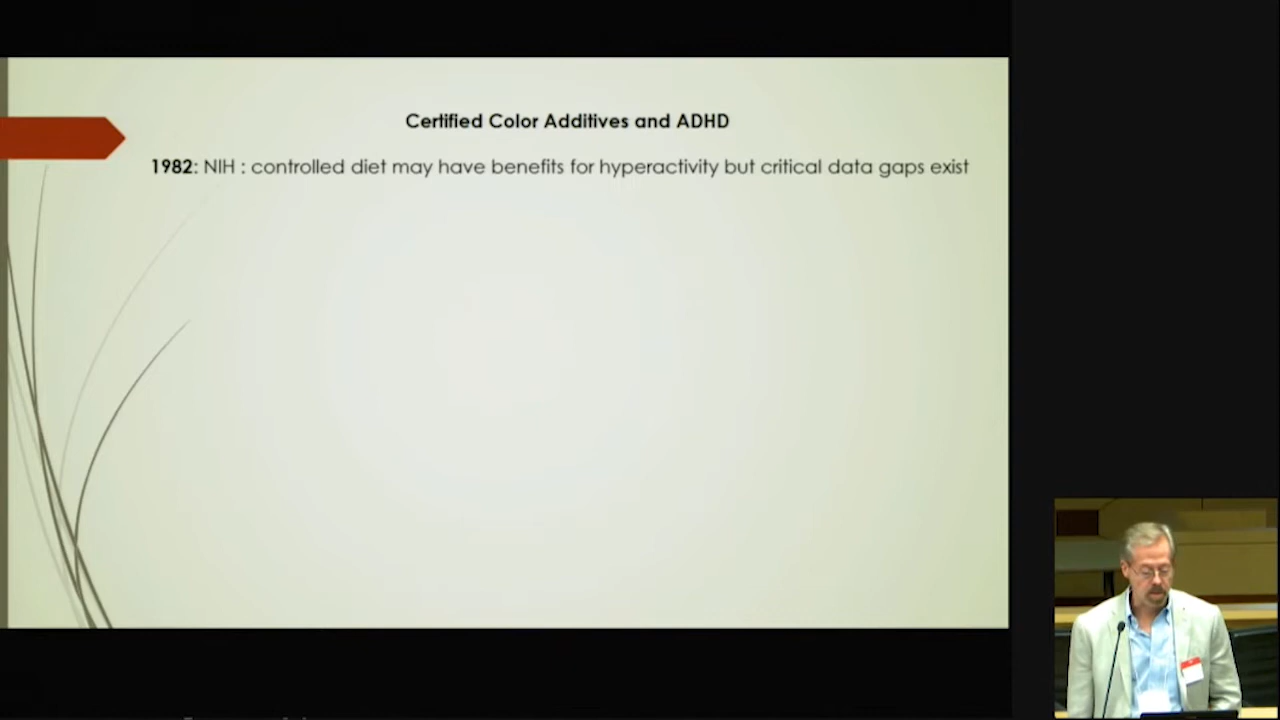 Certified Color Additives and ADHD
1982: NIH : controlled diet may have benefits for hyperactivity but critical data gaps exist